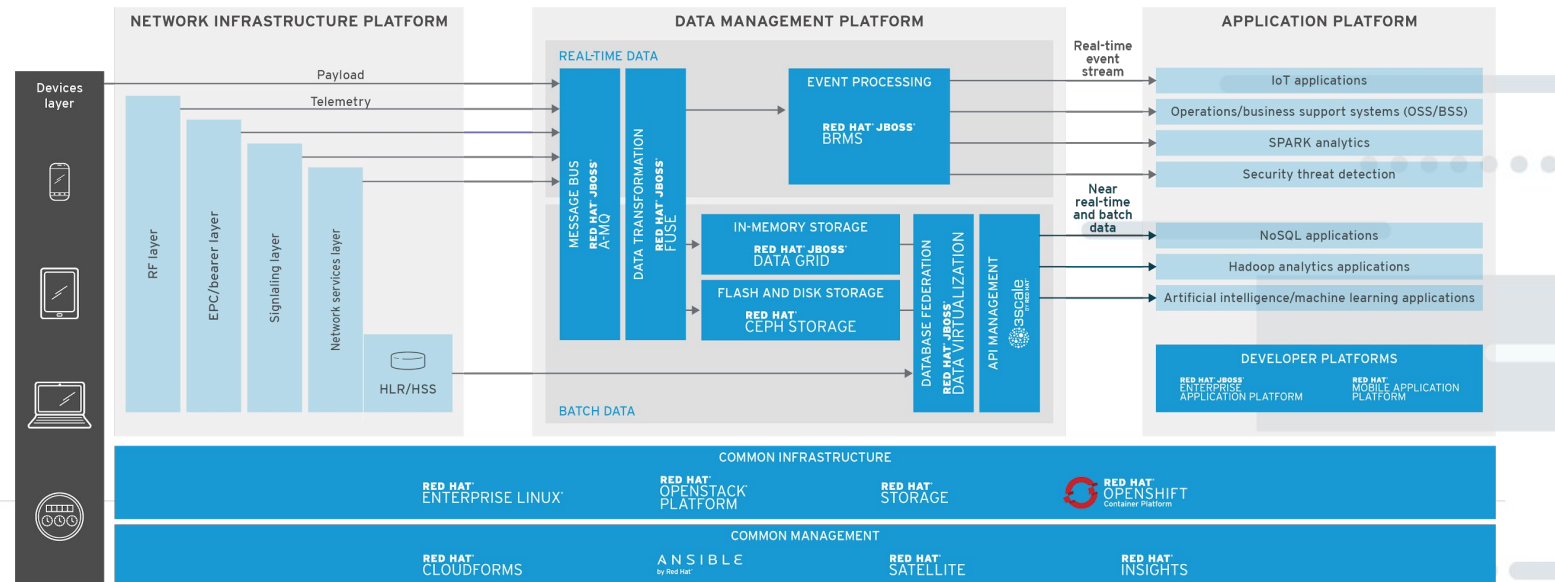 NETWORK INFRASTRUCTURE PLATFORM
DATA MANAGEMENT PLATFORM
APPLICATION PLATFORM
Devices
layer
Payload
Telemetry
RF layer
EPC/bearer layer
Signlaling layer
Network services layer
HLR/HSS
REAL-TIME DATA
MESSAGE BUS
RED HAT JBOSS
A-MQ
DATA TRANSFORMATION
RED HAT JBOSS
FUSE
EVENT PROCESSING
RED HAT JBOSS
BRMS
IN-MEMORY STORAGE
RED HAT JBOSS
DATA GRID
FLASH AND DISK STORAGE
RED HAT
CEPH STORAGE
DATABASE FEDERATION
RED HAT JBOSS
DATA VIRTUALIZATION
API MANAGEMENT
3scale
BY RED HAT
BATCH DATA
Real-time
event
stream
Near
real-time
and batch
data
IoT applications
Operations/business support systems (OSS/BSS)
SPARK analytics
Security threat detection
NoSQL applications
Hadoop analytics applications
Artificial intelligence/machine learning applications
DEVELOPER PLATFORMS
RED HAT JBOSS
ENTERPRISE
APPLICATION PLATFORM
RED HAT
MOBILE APPLICATION
PLATFORM
COMMON INFRASTRUCTURE
RED HAT
ENTERPRISE LINUX
RED HAT
OPENSTACK
PLATFORM
RED HAT
STORAGE
RED HAT
OPENSHIFT
Container Platform
COMMON MANAGEMENT
RED HAT
CLOUDFORMS
ANSIBLE
by Red Hat
RED HAT
SATELLITE
RED HAT
INSIGHTS